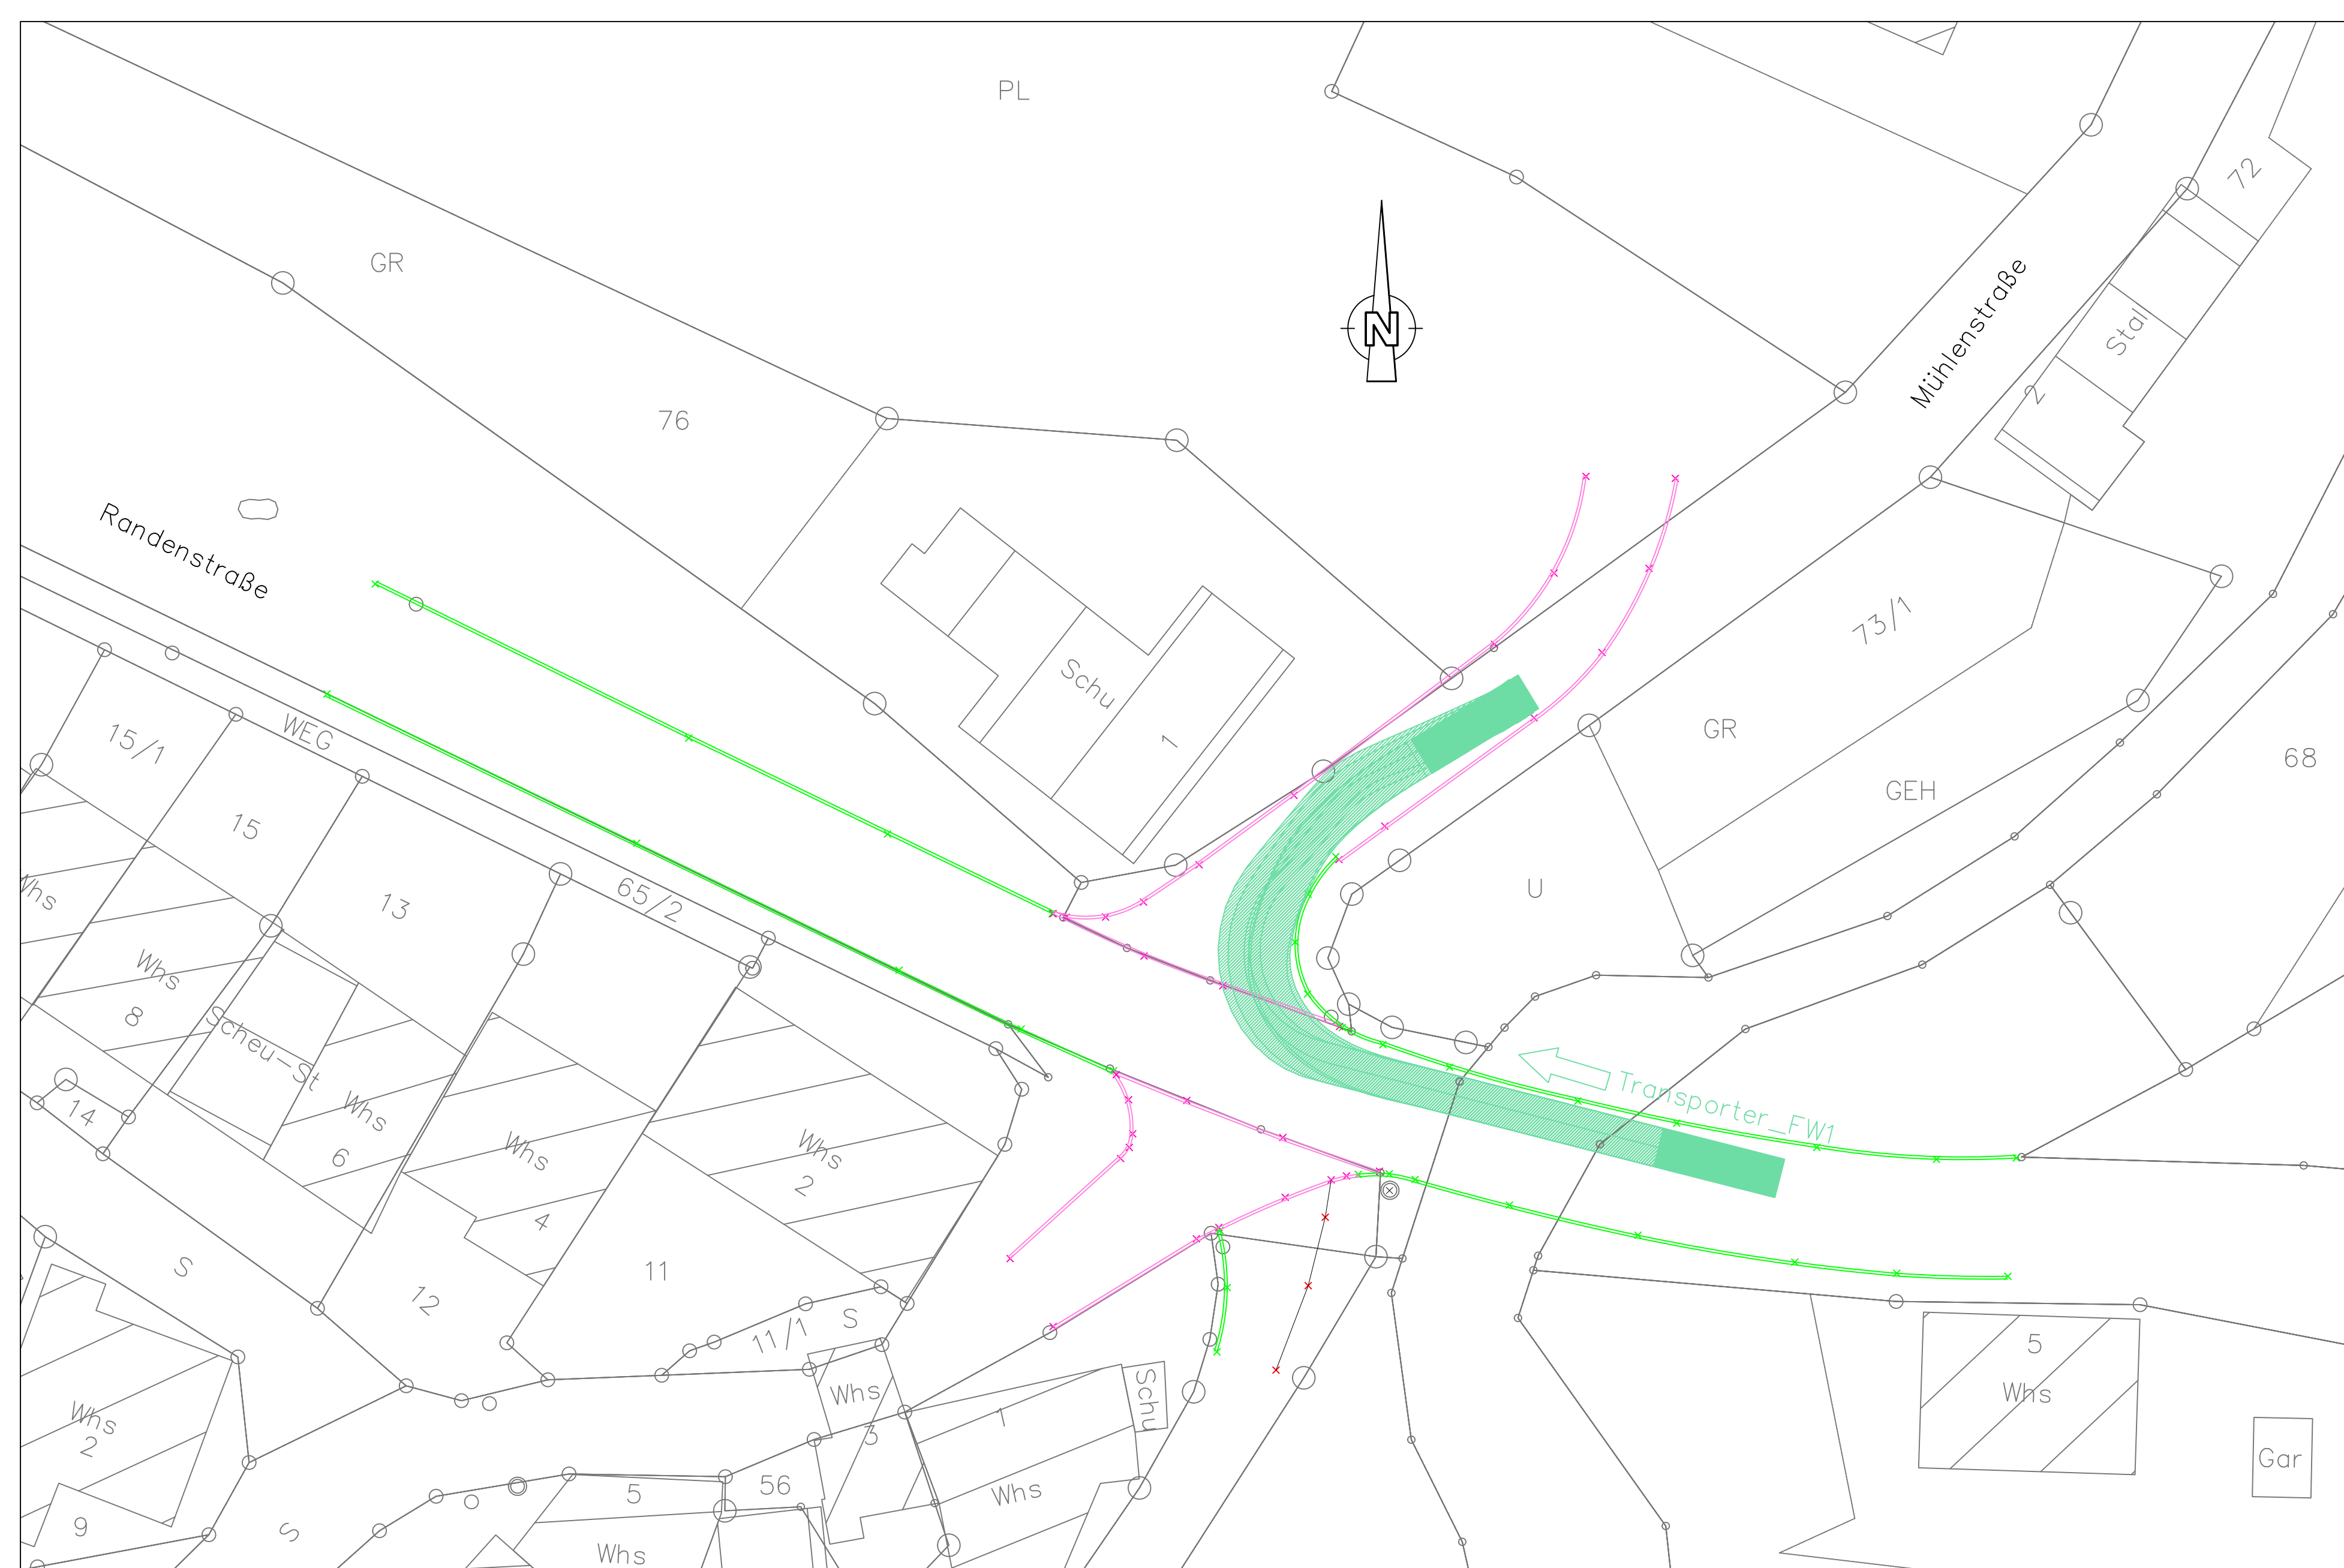 PL
72
GR
N
Mühlenstraße
Stal
2
76
Randenstraße
73/1
Schu
1
GR
68
GEH
15/1
WEG
15
13
65/2
U
Whs
Whs
8
Scheu-St
14
Whs
6
Whs
4
Whs
2
Transporter_FW1
S
12
11
11/1
S
Whs
3
1
Schu
5
Whs
Whs
2
Gar
9
S
5
56
Whs
Whs